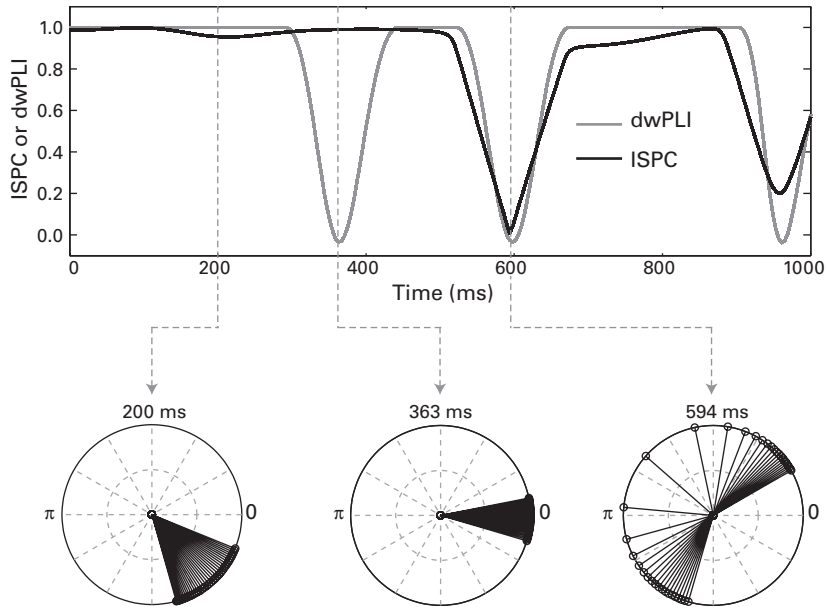 1.0
0.8
0.6
0.4
0.2
0.0
ISPC or dwPLI
dwPLI
ISPC
0 200 400 600 800 1000
Time (ms)
200 ms 363 ms 594 ms
π 0 π 0 π 0